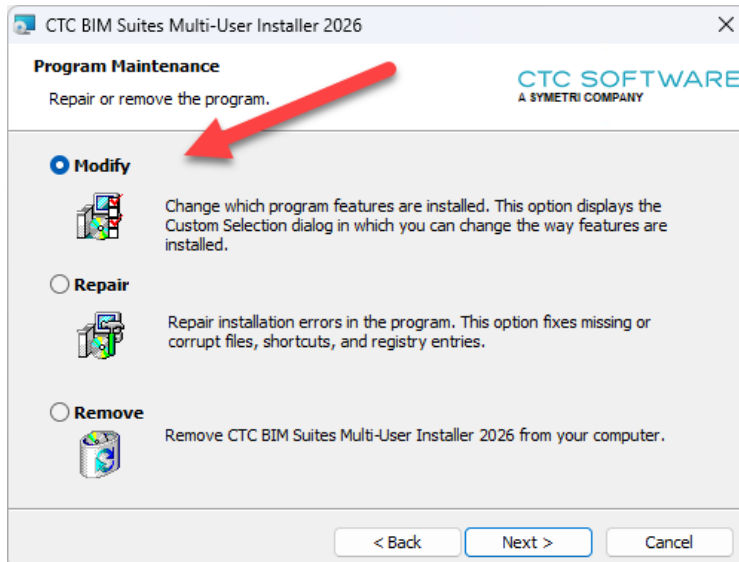 CTC BIM Suites Multi-User Installer 2026
Program Maintenance
Repair or remove the program.
CTC SOFTWARE
A SYMETRI COMPANY
Modify
Change which program features are installed. This option displays the
Custom Selection dialog in which you can change the way features are
installed.
Repair
Repair installation errors in the program. This option fixes missing or
corrupt files, shortcuts, and registry entries.
Remove
Remove CTC BIM Suites Multi-User Installer 2026 from your computer.
< Back
Next >
Cancel